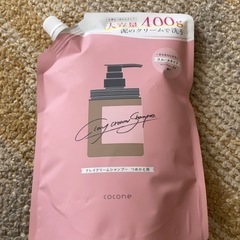 大容量 400g
泥のクリームで洗う
Clay cream Shampoo
クレイクリームシャンプー つめかえ用
cocone